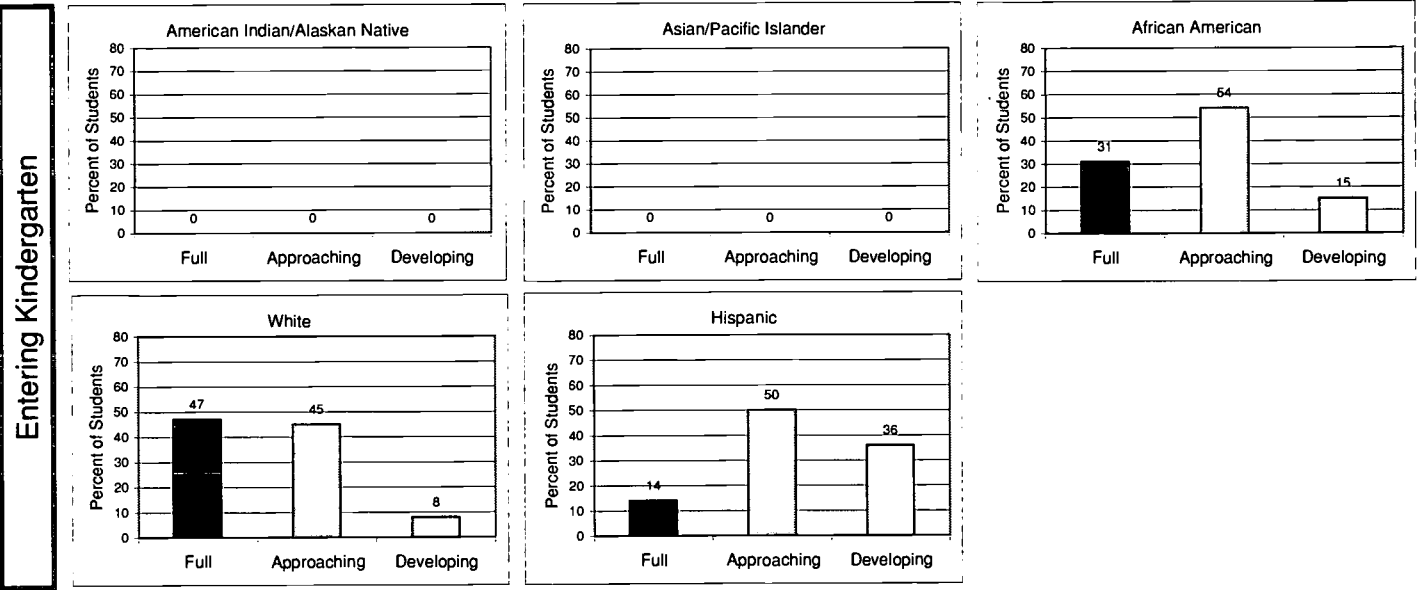 Entering Kindergarten
American Indian/Alaskan Native
Percent of Students
80
70
60
50
40
30
20
10
0
0 0 0
Full Approaching Developing
Asian/Pacific Islander
Percent of Students
80
70
60
50
40
30
20
10
0
0 0 0
Full Approaching Developing
African American
Percent of Students
80
70
60
50
40
30
20
10
0
31 54 15
Full Approaching Developing
White
Percent of Students
80
70
60
50
40
30
20
10
0
47 45 8
Full Approaching Developing
Hispanic
Percent of Students
80
70
60
50
40
30
20
10
0
14 50 36
Full Approaching Developing